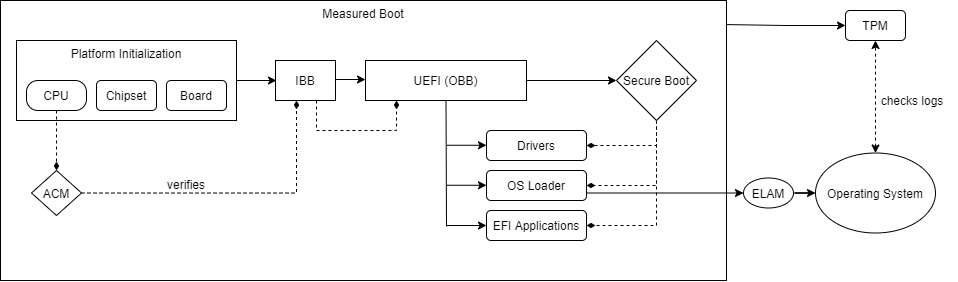 Measured Boot
TPM
Platform Initialization
IBB
UEFI (OBB)
Secure Boot
CPU
Chipset
Board
checks logs
Drivers
ACM
verifies
OS Loader
ELAM
Operating System
EFI Applications